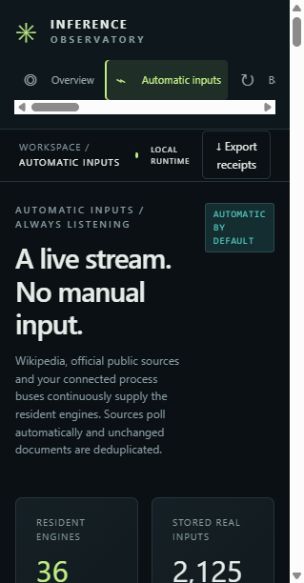 INFERENCE
OBSERVATORY
Overview
Automatic inputs
WORKSPACE /
AUTOMATIC INPUTS
LOCAL
RUNTIME
↓ Export
receipts
AUTOMATIC INPUTS /
ALWAYS LISTENING
AUTOMATIC
BY
DEFAULT
A live stream.
No manual
input.
Wikipedia, official public sources
and your connected process
buses continuously supply the
resident engines. Sources poll
automatically and unchanged
documents are deduplicated.
RESIDENT
ENGINES
36
STORED REAL
INPUTS
2,125